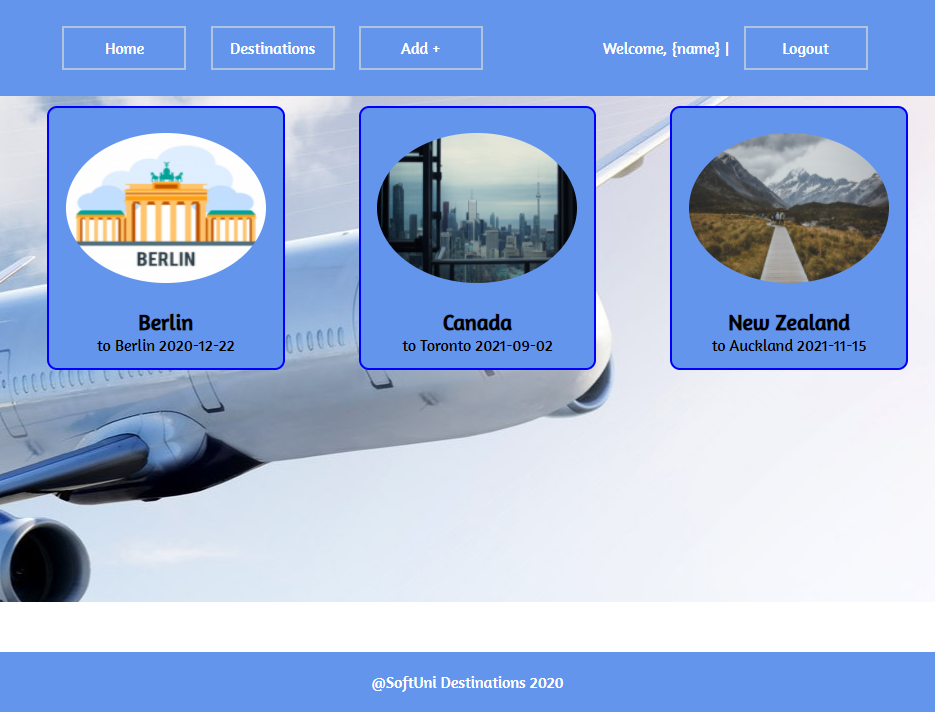 Home Destinations Add + Welcome, {name} | Logout
BERLIN
Berlin
to Berlin 2020-12-22
Canada
to Toronto 2021-09-02
New Zealand
to Auckland 2021-11-15
@SoftUni Destinations 2020